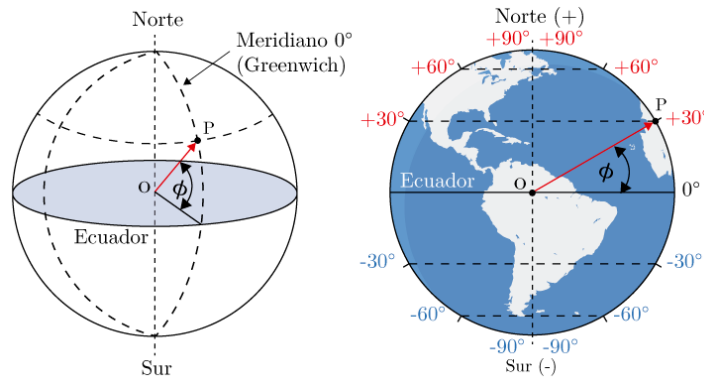 Norte
Meridiano 0°
(Greenwich)
P
O
ϕ
Ecuador
Sur
Norte (+)
+90° +90°
+60° +60°
P
+30° +30°
ϕ
Ecuador
O
0°
-30° -30°
-60° -60°
-90° -90°
Sur (-)